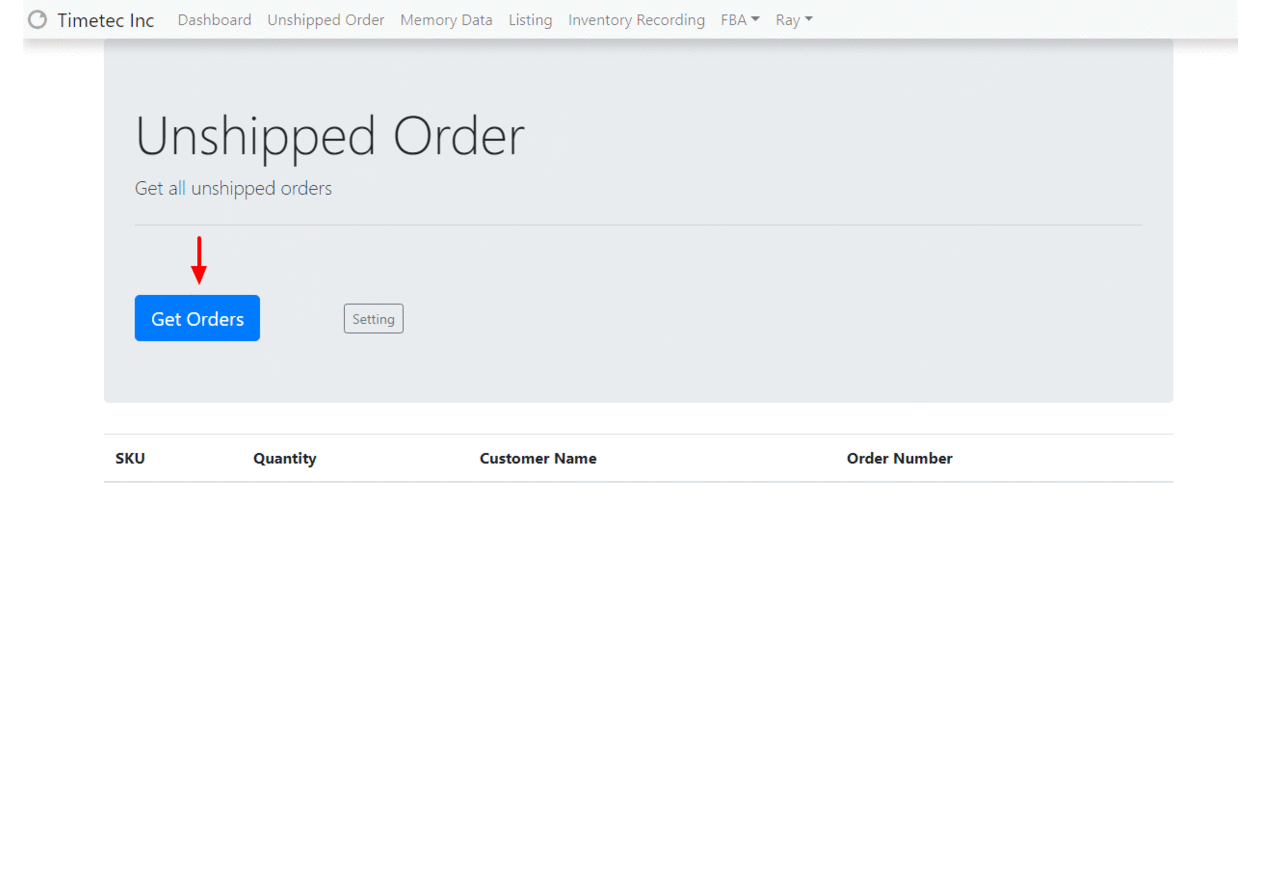 Timetec Inc Dashboard Unshipped Order Memory Data Listing Inventory Recording FBA Ray
Unshipped Order
Get all unshipped orders
Get Orders Setting
SKU Quantity Customer Name Order Number